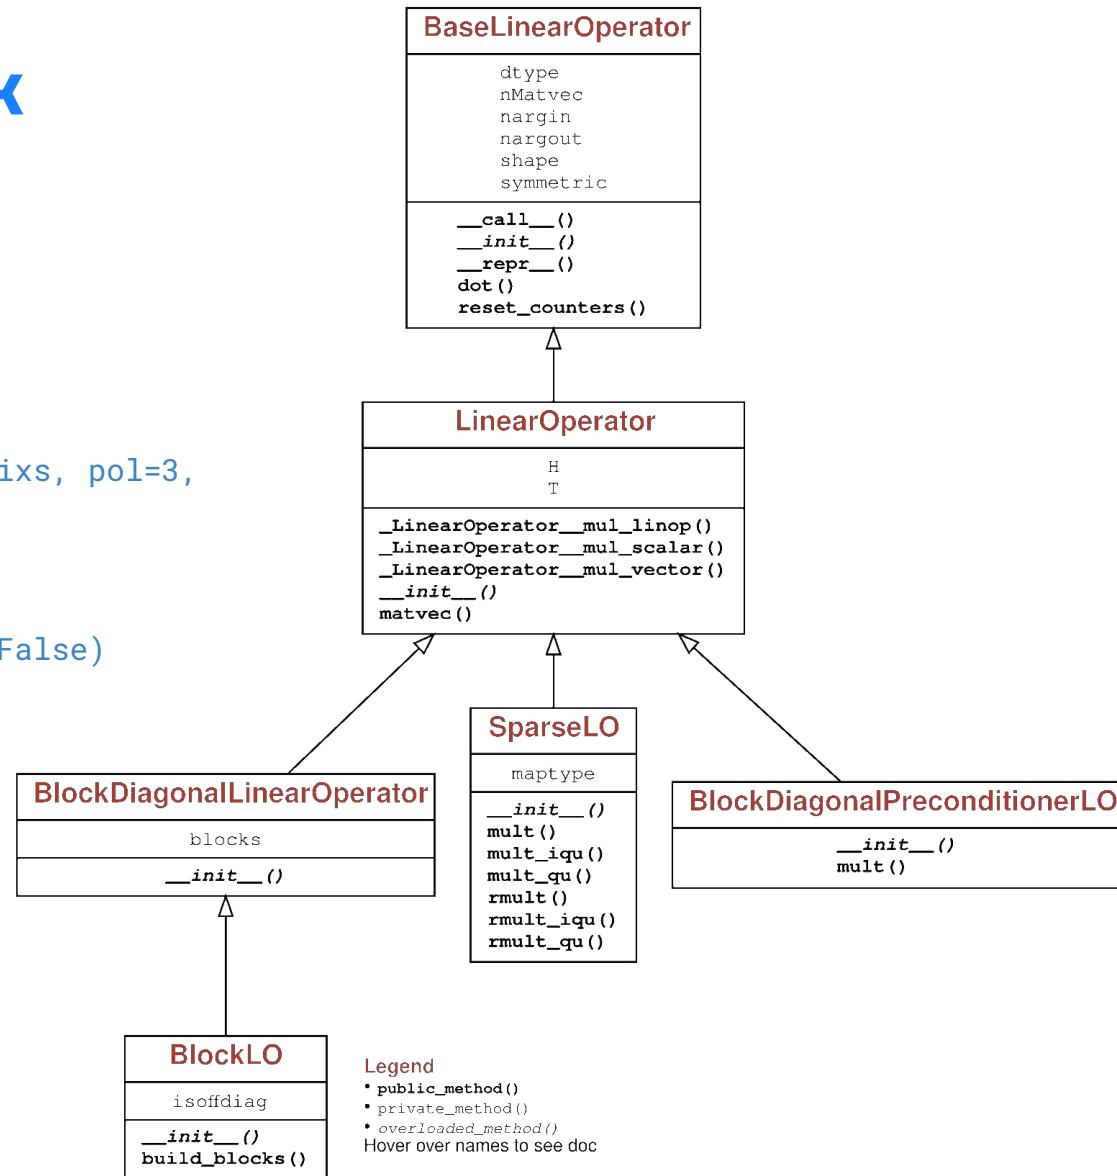 BaseLinearOperator
dtype
nMatvec
nargin
nargout
shape
symmetric
__call__()
__init__()
__repr__()
dot()
reset_counters()
LinearOperator
H
T
_LinearOperator__mul_linop()
_LinearOperator__mul_scalar()
_LinearOperator__mul_vector()
__init__()
matvec()
ixs, pol=3,
False)
BlockDiagonalLinearOperator
blocks
__init__()
SparseLO
maptype
__init__()
mult()
mult_iqu()
mult_qu()
rmult()
rmult_iqu()
rmult_qu()
BlockDiagonalPreconditionerLO
__init__()
mult()
BlockLO
isoffdiag
__init__()
build_blocks()
Legend
• public_method()
• private_method()
• overloaded_method()
Hover over names to see doc